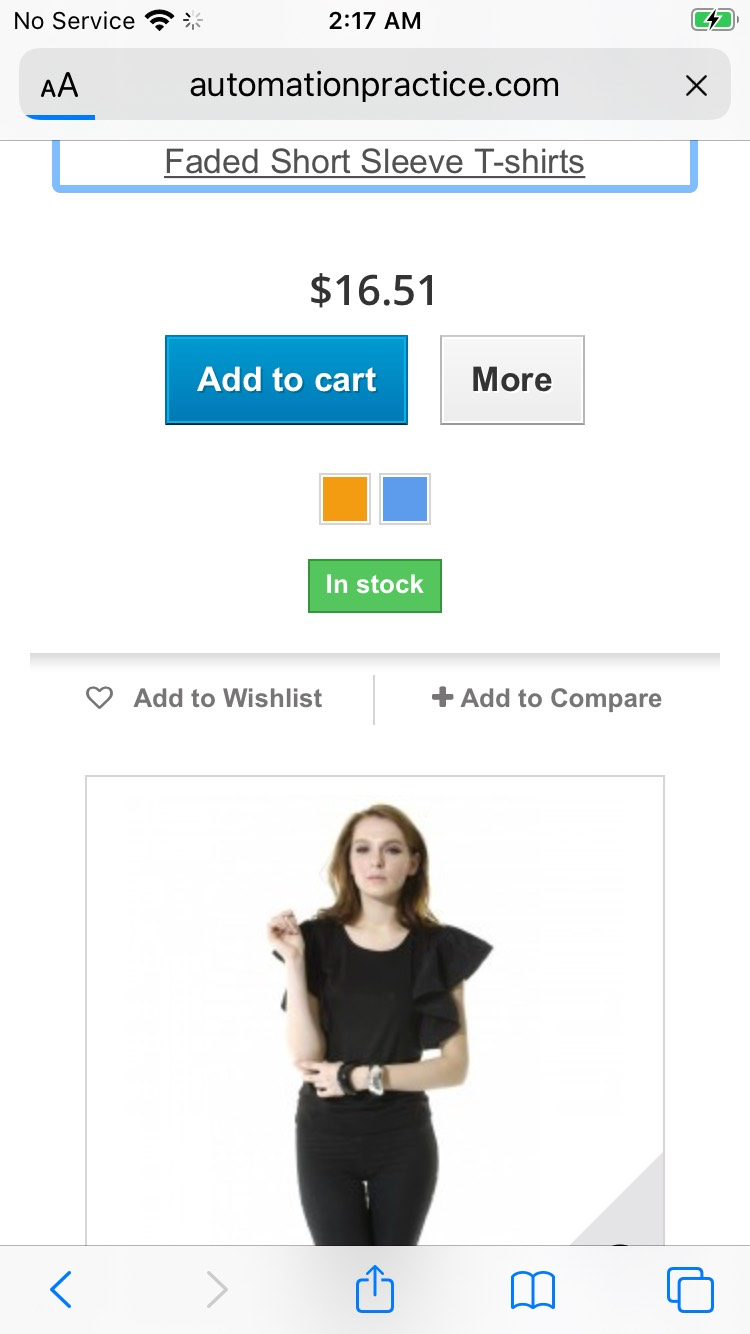 No Service 2:17 AM
AA automationpractice.com
Faded Short Sleeve T-shirts
$16.51
Add to cart More
In stock
Add to Wishlist Add to Compare